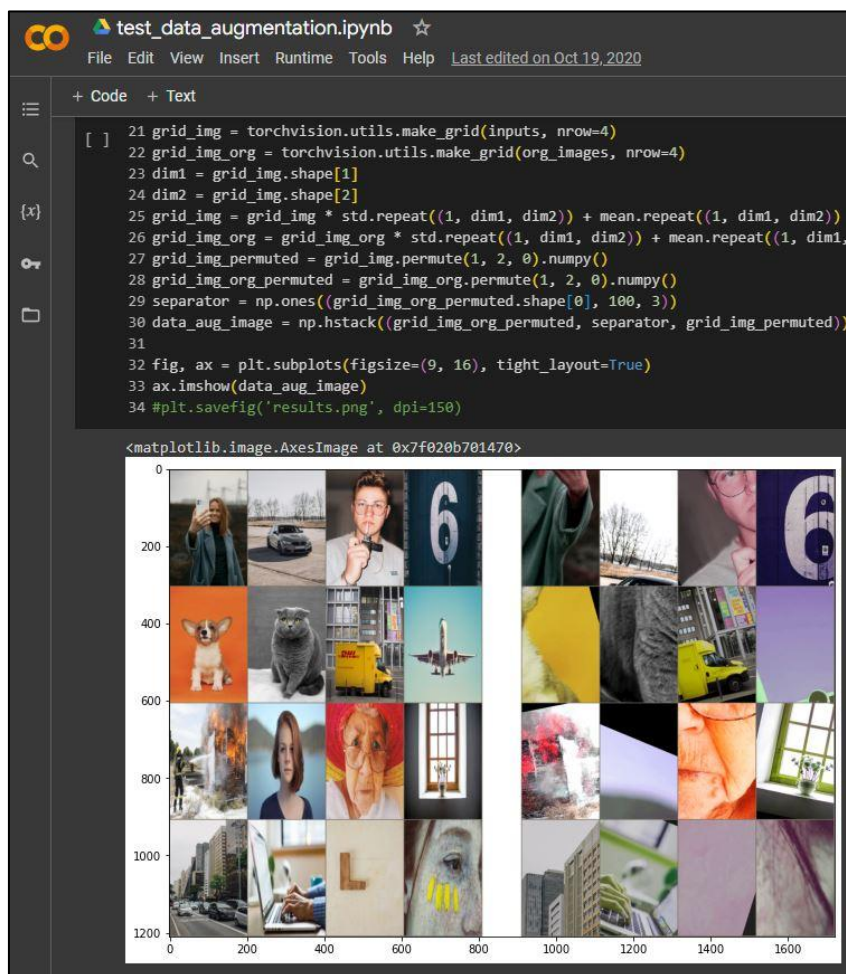 test_data_augmentation.ipynb
File Edit View Insert Runtime Tools Help Last edited on Oct 19, 2020
+ Code + Text
[ ]
21 grid_img = torchvision.utils.make_grid(inputs, nrow=4)
22 grid_img_org = torchvision.utils.make_grid(org_images, nrow=4)
23 dim1 = grid_img.shape[1]
24 dim2 = grid_img.shape[2]
{x}
25 grid_img = grid_img * std.repeat((1, dim1, dim2)) + mean.repeat((1, dim1, dim2))
26 grid_img_org = grid_img_org * std.repeat((1, dim1, dim2)) + mean.repeat((1, dim1,
27 grid_img_permuted = grid_img.permute(1, 2, 0).numpy()
28 grid_img_org_permuted = grid_img_org.permute(1, 2, 0).numpy()
29 separator = np.ones((grid_img_org_permuted.shape[0], 100, 3))
30 data_aug_image = np.hstack((grid_img_org_permuted, separator, grid_img_permuted))
31
32 fig, ax = plt.subplots(figsize=(9, 16), tight_layout=True)
33 ax.imshow(data_aug_image)
34 #plt.savefig('results.png', dpi=150)
<matplotlib.image.AxesImage at 0x7f020b701470>
0
6 6
200
400
DHL
600
800
1000
L
1200
0 200 400 600 800 1000 1200 1400 1600